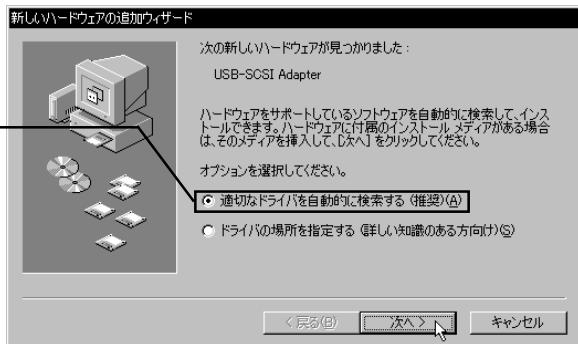 新しいハードウェアの追加ウィザード
次の新しいハードウェアが見つかりました :
USB-SCSI Adapter
ハードウェアをサポートしているソフトウェアを自動的に検索して、インス
トールできます。ハードウェアに付属のインストール メディアがある場合
は、そのメディアを挿入して、[次へ] をクリックしてください。
オプションを選択してください。
適切なドライバを自動的に検索する (推奨)(A)
ドライバの場所を指定する (詳しい知識のある方向け)(S)
< 戻る(B)
次へ >
キャンセル